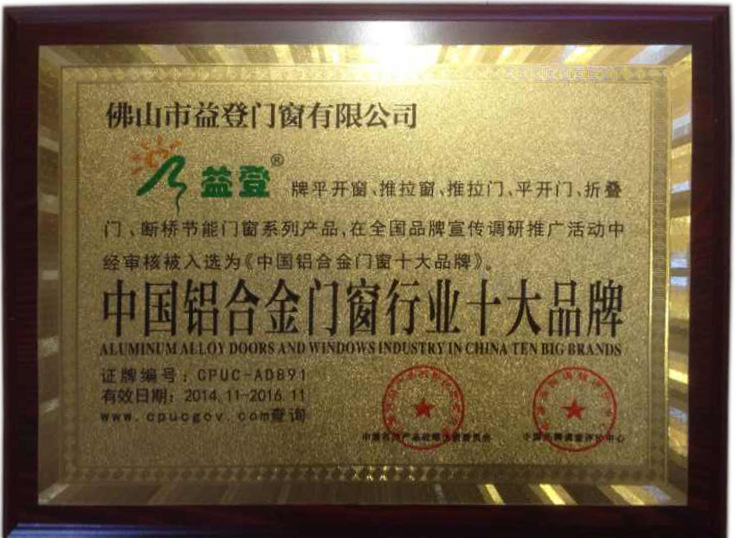 佛山市益登门窗有限公司
益登® 牌平开窗、推拉窗、推拉门、平开门、折叠
门、断桥节能门窗系列产品,在全国品牌宣传调研推广活动中
经审核被入选为《中国铝合金门窗十大品牌》。
中国铝合金门窗行业十大品牌
ALUMINUM ALLOY DOORS AND WINDOWS INDUSTRY IN CHINA TEN BIG BRANDS
证牌编号:CPUC-AD891
有效日期:2014.11-2016.11
www.cpucgov.com查询